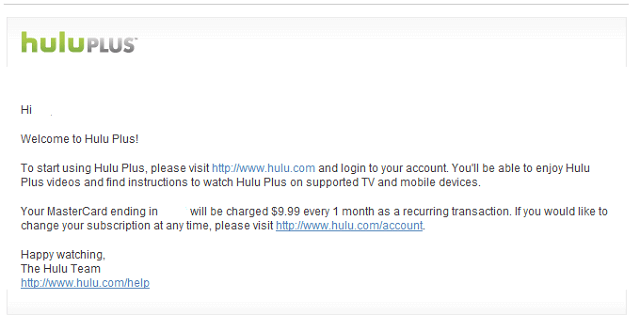 huluPLUS
Hi
Welcome to Hulu Plus!
To start using Hulu Plus, please visit http://www.hulu.com and login to your account. You'll be able to enjoy Hulu
Plus videos and find instructions to watch Hulu Plus on supported TV and mobile devices.
Your MasterCard ending in will be charged $9.99 every 1 month as a recurring transaction. If you would like to
change your subscription at any time, please visit http://www.hulu.com/account.
Happy watching,
The Hulu Team
http://www.hulu.com/help